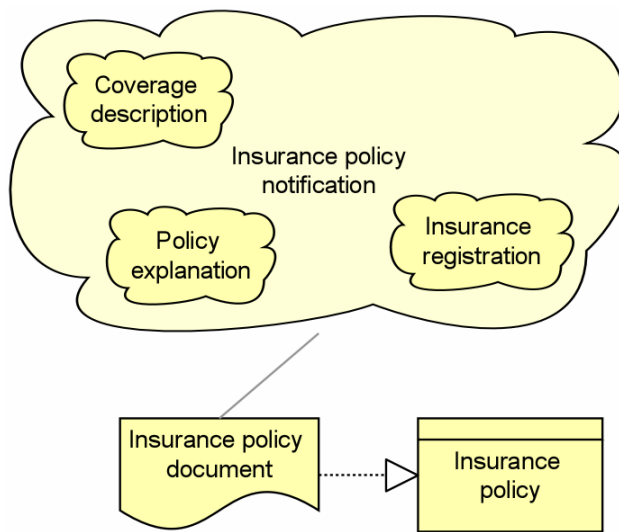 Coverage
description
Insurance policy
notification
Policy
explanation
Insurance
registration
Insurance policy
document
Insurance
policy